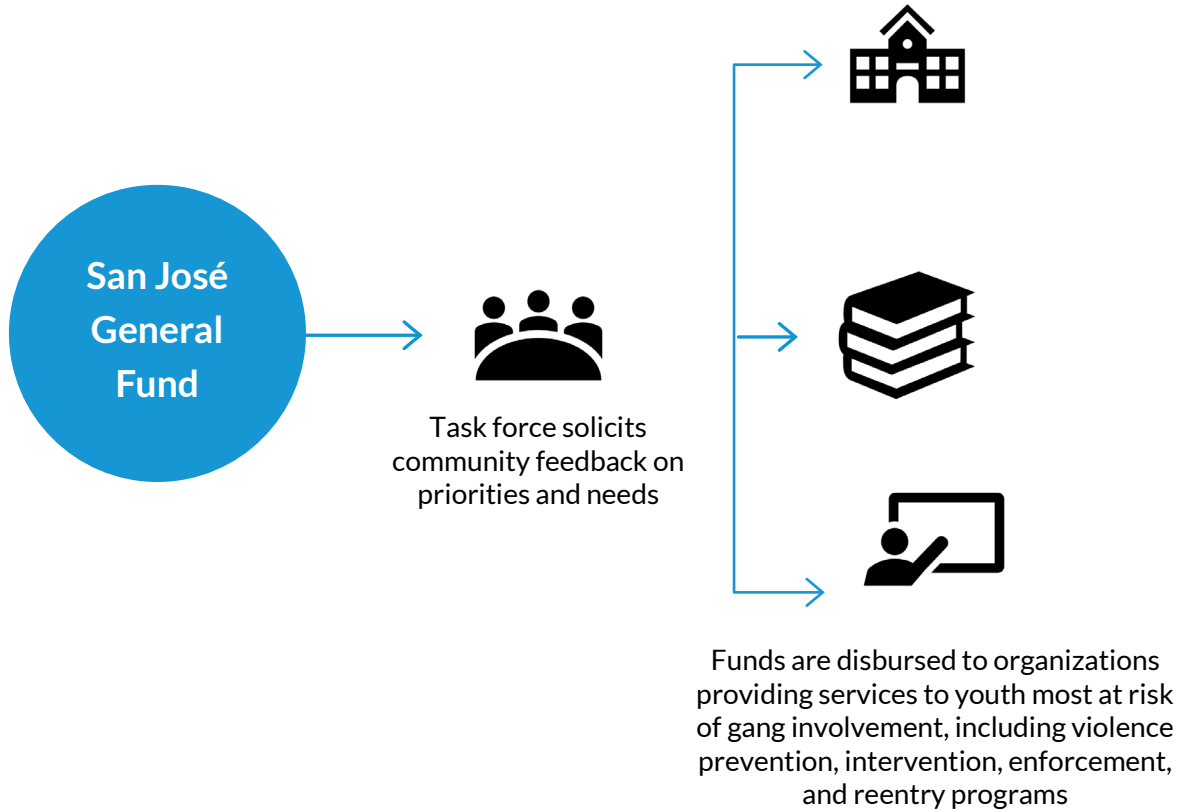 San José
General
Fund
Task force solicits
community feedback on
priorities and needs
Funds are disbursed to organizations
providing services to youth most at risk
of gang involvement, including violence
prevention, intervention, enforcement,
and reentry programs